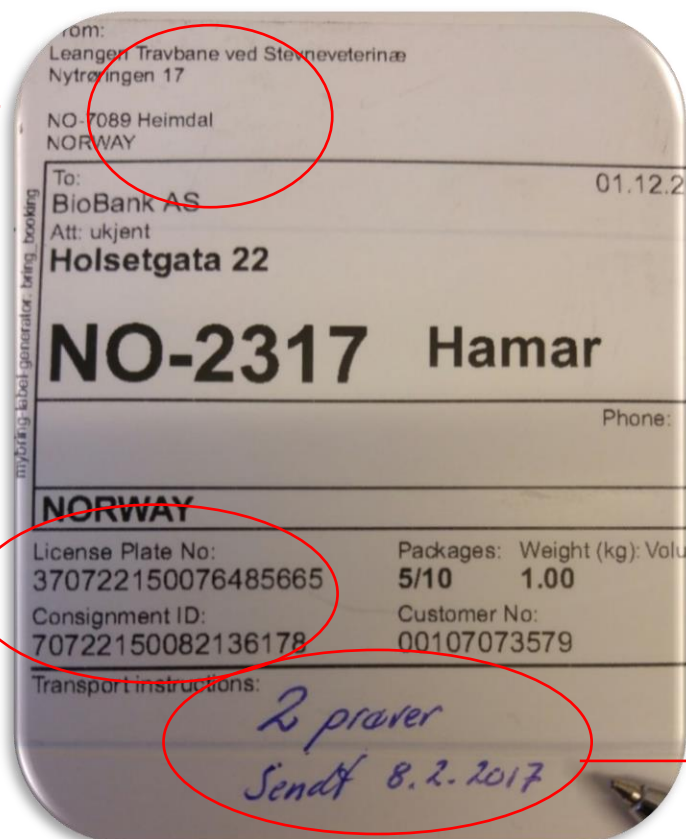 rom:
Leangen Travbane ved Stevneveterinæ
Nytrøringen 17
NO-7089 Heimdal
NORWAY
To:
01.12.2
BioBank AS
Att: ukjent
Holsetgata 22
NO-2317 Hamar
Phone:
NORWAY
License Plate No: Packages: Weight (kg): Volu
370722150076485665 5/10 1.00
Consignment ID: Customer No:
70722150082136178 00107073579
Transport instructions:
2 prøver
Sendt 8.2.2017
mybring-label generator. bring_booking